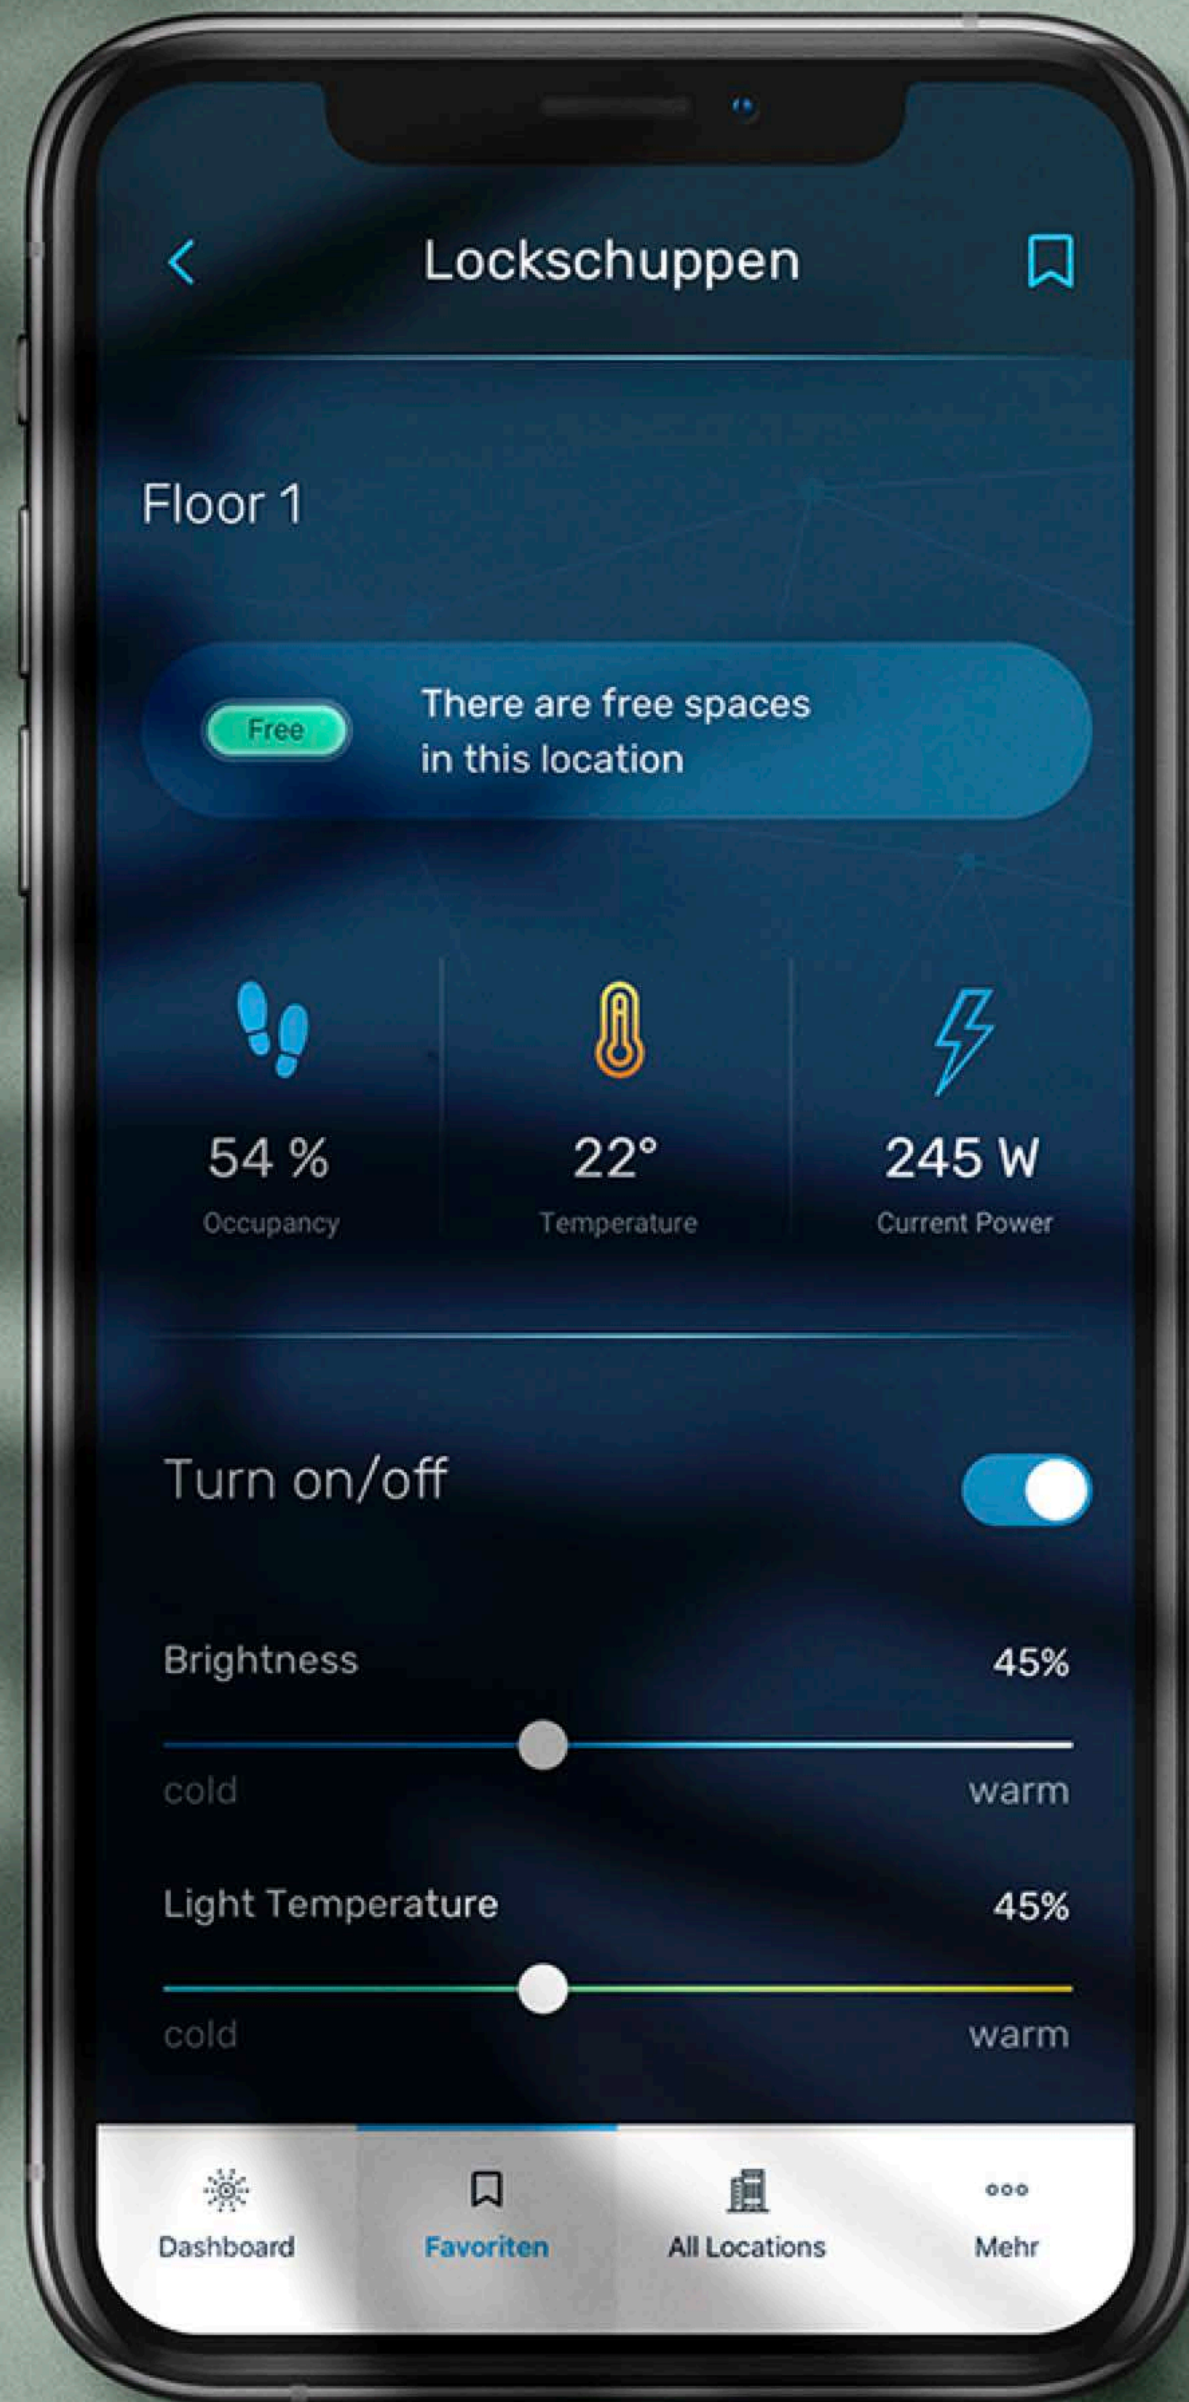 Lockschuppen
Floor 1
Free
There are free spaces
in this location
54 %
22°
245 W
Occupancy
Temperature
Current Power
Turn on/off
Brightness
45%
cold
warm
Light Temperature
45%
cold
warm
Dashboard
Favoriten
All Locations
Mehr